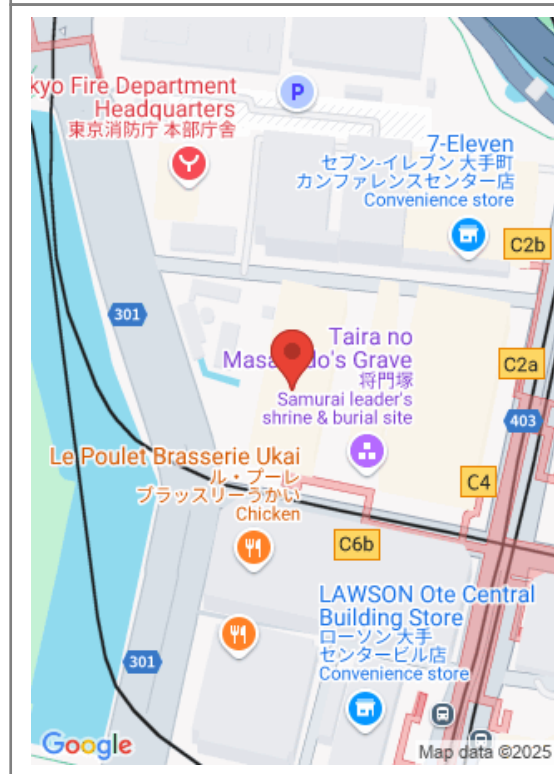 kyo Fire Department
Headquarters
東京消防庁 本部庁舎
P
7-Eleven
セブン-イレブン 大手町
カンファレンスセンター店
Convenience store
C2b
301
Taira no
Masakado's Grave
将門塚
Samurai leader's
shrine & burial site
C2a
403
Le Poulet Brasserie Ukai
ル・プーレ
ブラッスリーうかい
Chicken
C4
C6b
LAWSON Ote Central
Building Store
ローソン 大手
センタービル店
Convenience store
301
Google
Map data ©2025